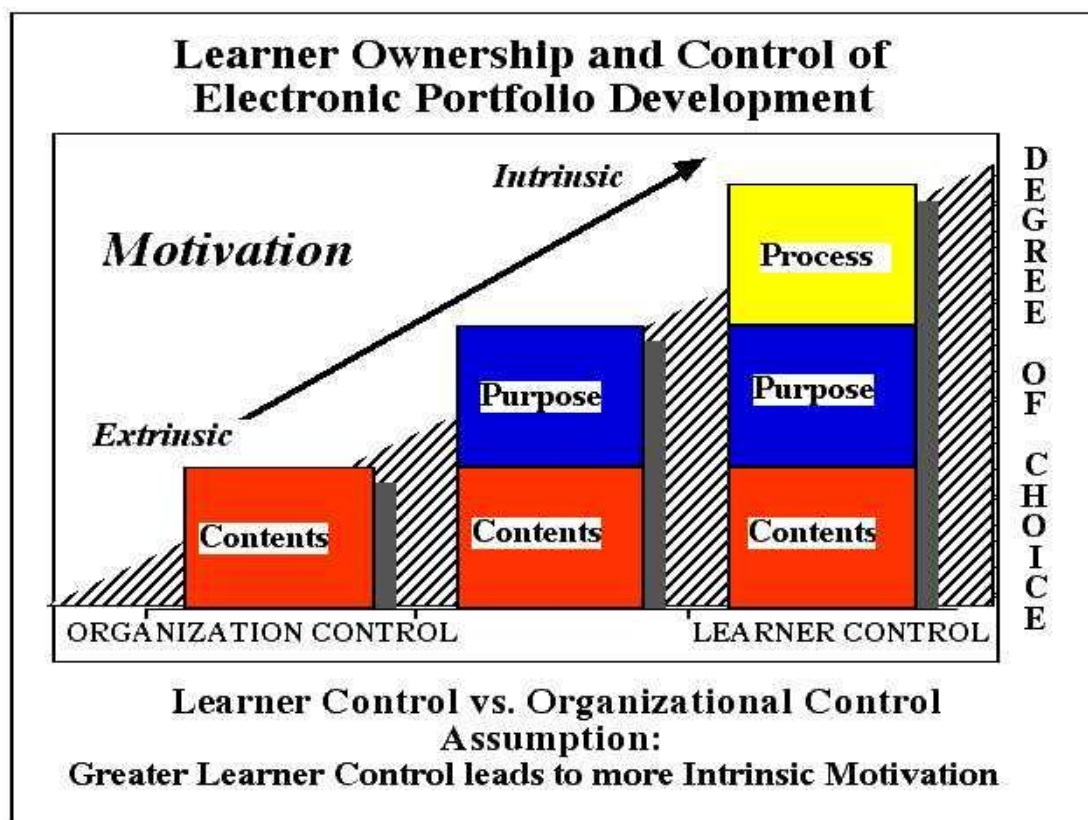 Learner Ownership and Control of
Electronic Portfolio Development
Intrinsic
Motivation
Extrinsic
Process
Purpose
Purpose
Contents
Contents
Contents
DEGREE OF CHOICE
ORGANIZATION CONTROL
LEARNER CONTROL
Learner Control vs. Organizational Control
Assumption:
Greater Learner Control leads to more Intrinsic Motivation